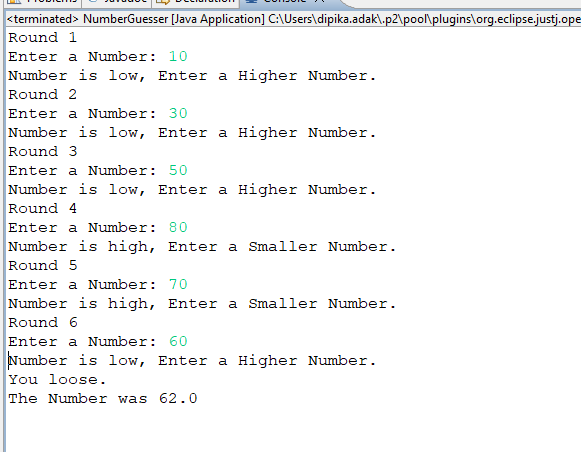 Problems Javadoc Declaration Console
<terminated> NumberGuesser [Java Application] C:\Users\dipika.adak\.p2\pool\plugins\org.eclipse.justj.ope
Round 1
Enter a Number: 10
Number is low, Enter a Higher Number.
Round 2
Enter a Number: 30
Number is low, Enter a Higher Number.
Round 3
Enter a Number: 50
Number is low, Enter a Higher Number.
Round 4
Enter a Number: 80
Number is high, Enter a Smaller Number.
Round 5
Enter a Number: 70
Number is high, Enter a Smaller Number.
Round 6
Enter a Number: 60
Number is low, Enter a Higher Number.
You loose.
The Number was 62.0